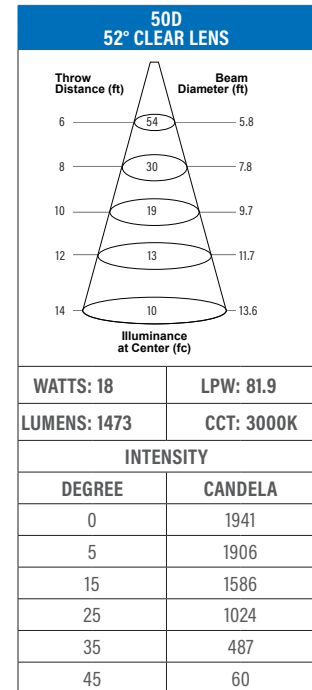 50D
52° CLEAR LENS
Throw Beam
Distance (ft) Diameter (ft)
6 54 5.8
8 30 7.8
10 19 9.7
12 13 11.7
14 10 13.6
Illuminance
at Center (fc)
WATTS: 18 LPW: 81.9
LUMENS: 1473 CCT: 3000K
INTENSITY
DEGREE CANDELA
0 1941
5 1906
15 1586
25 1024
35 487
45 60